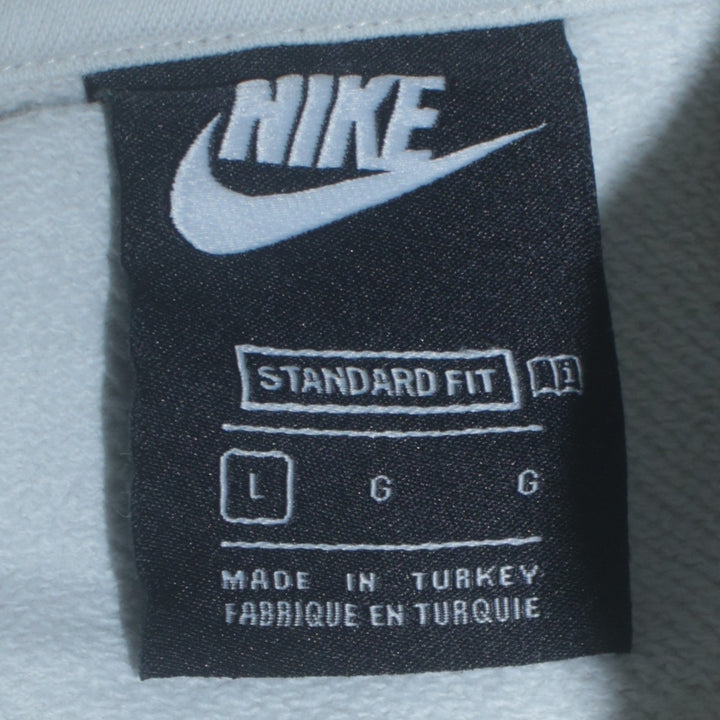 NIKE
STANDARD FIT i
L G G
MADE IN TURKEY
FABRIQUE EN TURQUIE